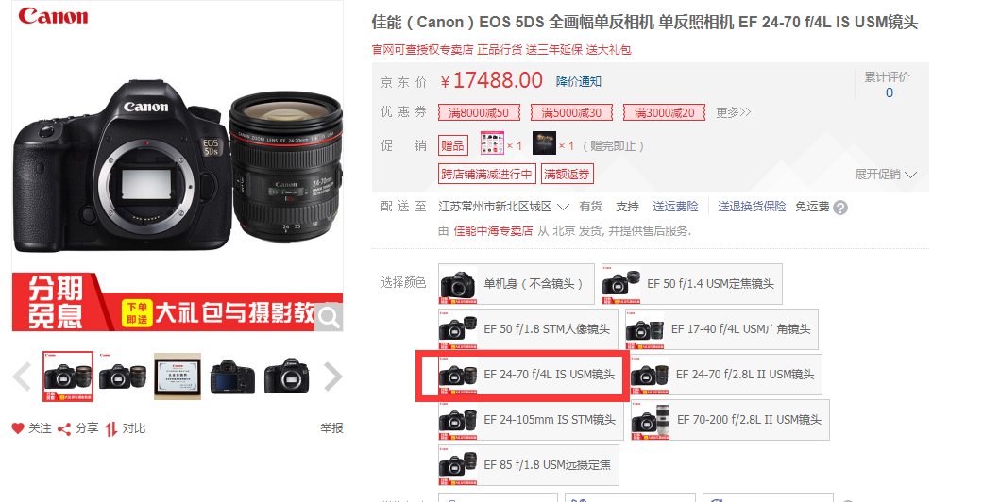 Canon
佳能（Canon）EOS 5DS 全画幅单反相机 单反照相机 EF 24-70 f/4L IS USM镜头
官网可查授权专卖店 正品行货 送三年延保 送大礼包
京东价 ￥17488.00 降价通知
累计评价
0
优惠券 满8000减50 满5000减30 满3000减20 更多>>
促销 赠品 × 1 × 1 （赠完即止）
跨店铺满减进行中 满额返券
展开促销
配送至 江苏常州市新北区城区 有货 支持 送运费险 送退换货保险 免运费 ?
由 佳能中海专卖店 从 北京 发货, 并提供售后服务.
Canon
EOS
5Ds
分期
免息
下单
即送
大礼包与摄影教
选择颜色 单机身（不含镜头） EF 50 f/1.4 USM定焦镜头
EF 50 f/1.8 STM人像镜头 EF 17-40 f/4L USM广角镜头
EF 24-70 f/4L IS USM镜头 EF 24-70 f/2.8L II USM镜头
EF 24-105mm IS STM镜头 EF 70-200 f/2.8L II USM镜头
EF 85 f/1.8 USM远摄定焦
关注 分享 对比 举报